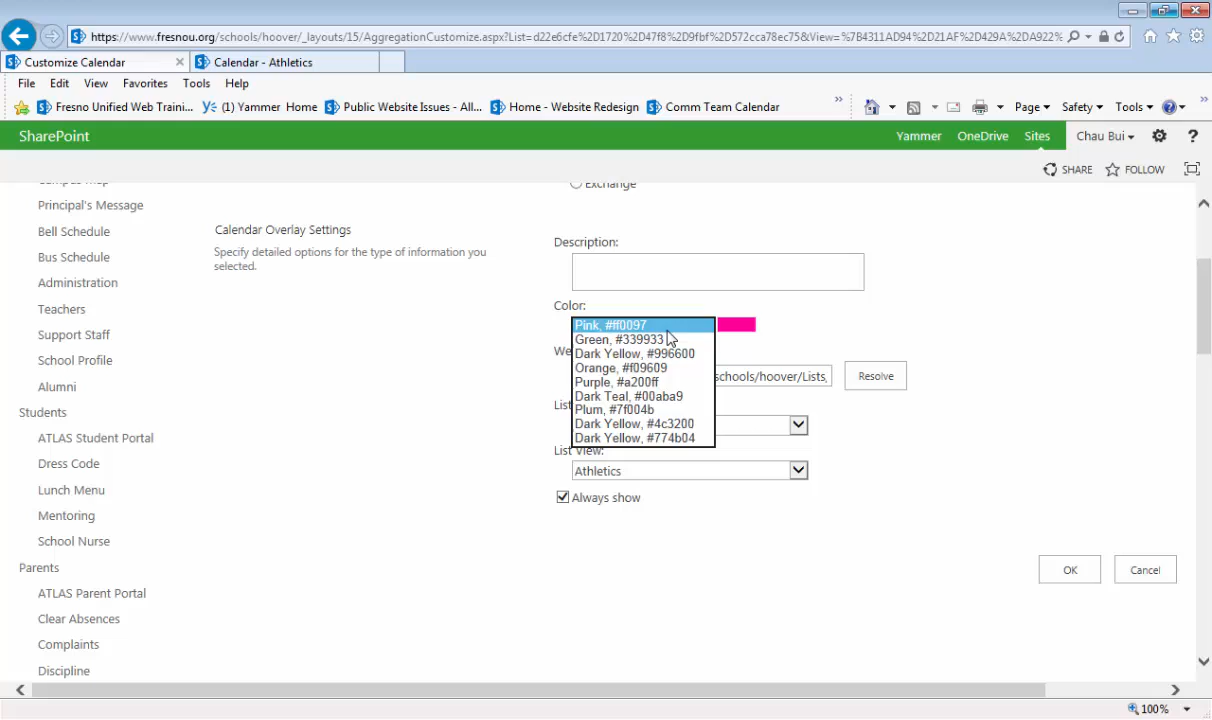 https://www.fresnou.org/schools/hoover/_layouts/15/AggregationCustomize.aspx?List=d22e6cfe%2D1720%2D47f8%2D9fbf%2D572cca78ec75&View=%7B4311AD94%2D21AF%2D429A%2DA922%
Customize Calendar
Calendar - Athletics
File Edit View Favorites Tools Help
Fresno Unified Web Traini...
(1) Yammer Home
Public Website Issues - All...
Home - Website Redesign
Comm Team Calendar
Page
Safety
Tools
SharePoint
Yammer
OneDrive
Sites
Chau Bui
?
SHARE
FOLLOW
Principal's Message
Bell Schedule
Bus Schedule
Administration
Teachers
Support Staff
School Profile
Alumni
Students
ATLAS Student Portal
Dress Code
Lunch Menu
Mentoring
School Nurse
Parents
ATLAS Parent Portal
Clear Absences
Complaints
Discipline
Calendar Overlay Settings
Specify detailed options for the type of information you
selected.
Exchange
Description:
Color:
Pink, #ff0097
Green, #339933
Dark Yellow, #996600
Orange, #f09609
Purple, #a200ff
Dark Teal, #00aba9
Plum, #7f004b
Dark Yellow, #4c3200
Dark Yellow, #774b04
We
schools/hoover/Lists,
Resolve
List
List View:
Athletics
Always show
OK
Cancel
100%